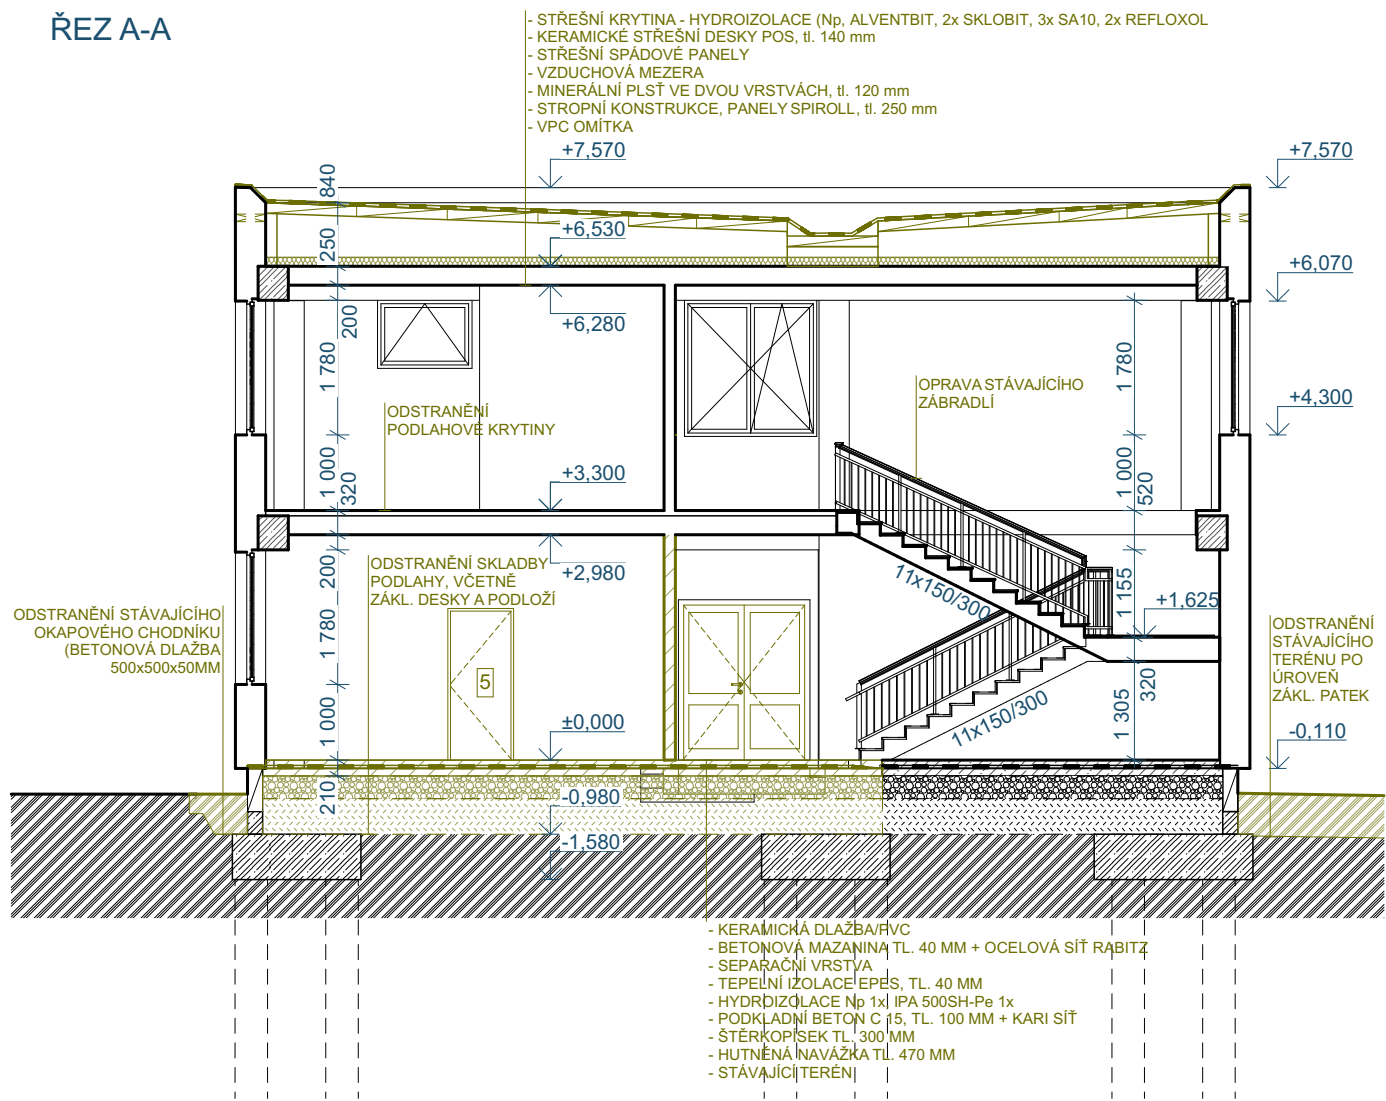 ŘEZ A-A
- STŘEŠNÍ KRYTINA - HYDROIZOLACE (Np, ALVENTBIT, 2x SKLOBIT, 3x SA10, 2x REFLOXOL
- KERAMICKÉ STŘEŠNÍ DESKY POS, tl. 140 mm
- STŘEŠNÍ SPÁDOVÉ PANELY
- VZDUCHOVÁ MEZERA
- MINERÁLNÍ PLSŤ VE DVOU VRSTVÁCH, tl. 120 mm
- STROPNÍ KONSTRUKCE, PANELY SPIROLL, tl. 250 mm
- VPC OMÍTKA
+7,570
+7,570
840
+6,530
250
+6,070
+6,280
200
1 780
1 780
OPRAVA STÁVAJÍCÍHO
ZÁBRADLÍ
+4,300
ODSTRANĚNÍ
PODLAHOVÉ KRYTINY
+3,300
1 000
320
1 000
520
ODSTRANĚNÍ SKLADBY
PODLAHY, VČETNĚ
ZÁKL. DESKY A PODLOŽÍ
+2,980
200
11x150/300
1 155
+1,625
ODSTRANĚNÍ STÁVAJÍCÍHO
OKAPOVÉHO CHODNÍKU
(BETONOVÁ DLAŽBA
500x500x50MM
1 780
ODSTRANĚNÍ
STÁVAJÍCÍHO
TERÉNU PO
ÚROVEŇ
ZÁKL. PATEK
5
320
±0,000
1 000
11x150/300
1 305
-0,110
210
-0,980
-1,580
- KERAMICKÁ DLAŽBA/PVC
- BETONOVÁ MAZANINA TL. 40 MM + OCELOVÁ SÍŤ RABITZ
- SEPARAČNÍ VRSTVA
- TEPELNÍ IZOLACE EPES, TL. 40 MM
- HYDROIZOLACE Np 1x, IPA 500SH-Pe 1x
- PODKLADNÍ BETON C 15, TL. 100 MM + KARI SÍŤ
- ŠTĚRKOPÍSEK TL. 300 MM
- HUTNĚNÁ NAVÁŽKA TL. 470 MM
- STÁVAJÍCÍ TERÉN